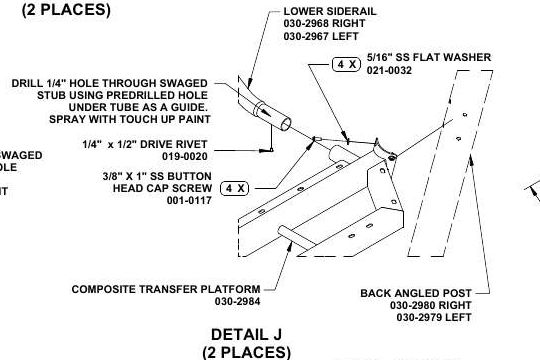 (2 PLACES)
LOWER SIDERAIL
030-2968 RIGHT
030-2967 LEFT
4 X
5/16" SS FLAT WASHER
021-0032
DRILL 1/4" HOLE THROUGH SWAGED
STUB USING PREDRILLED HOLE
UNDER TUBE AS A GUIDE.
SPRAY WITH TOUCH UP PAINT
1/4" x 1/2" DRIVE RIVET
019-0020
3/8" X 1" SS BUTTON
HEAD CAP SCREW
001-0117
4 X
COMPOSITE TRANSFER PLATFORM
030-2984
BACK ANGLED POST
030-2980 RIGHT
030-2979 LEFT
DETAIL J
(2 PLACES)